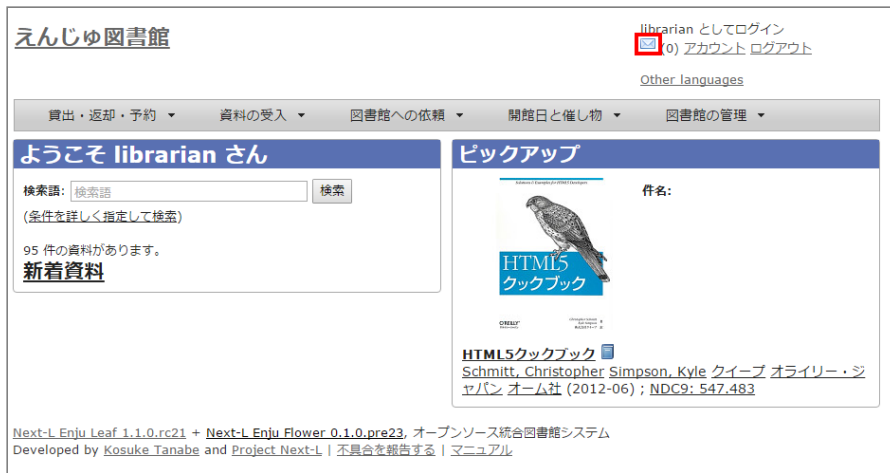 えんじゅ図書館
librarian としてログイン
(0) アカウント ログアウト
Other languages
貸出・返却・予約 ▼ 資料の受入 ▼ 図書館への依頼 ▼ 開館日と催し物 ▼ 図書館の管理 ▼
ようこそ librarian さん
検索語: 検索語 検索
(条件を詳しく指定して検索)
95 件の資料があります。
新着資料
ピックアップ
件名:
HTML5
クックブック
O'REILLY
HTML5クックブック
Schmitt, Christopher Simpson, Kyle クイープ オライリー・ジ
ャパン オーム社 (2012-06) ; NDC9: 547.483
Next-L Enju Leaf 1.1.0.rc21 + Next-L Enju Flower 0.1.0.pre23, オープンソース統合図書館システム
Developed by Kosuke Tanabe and Project Next-L | 不具合を報告する | マニュアル